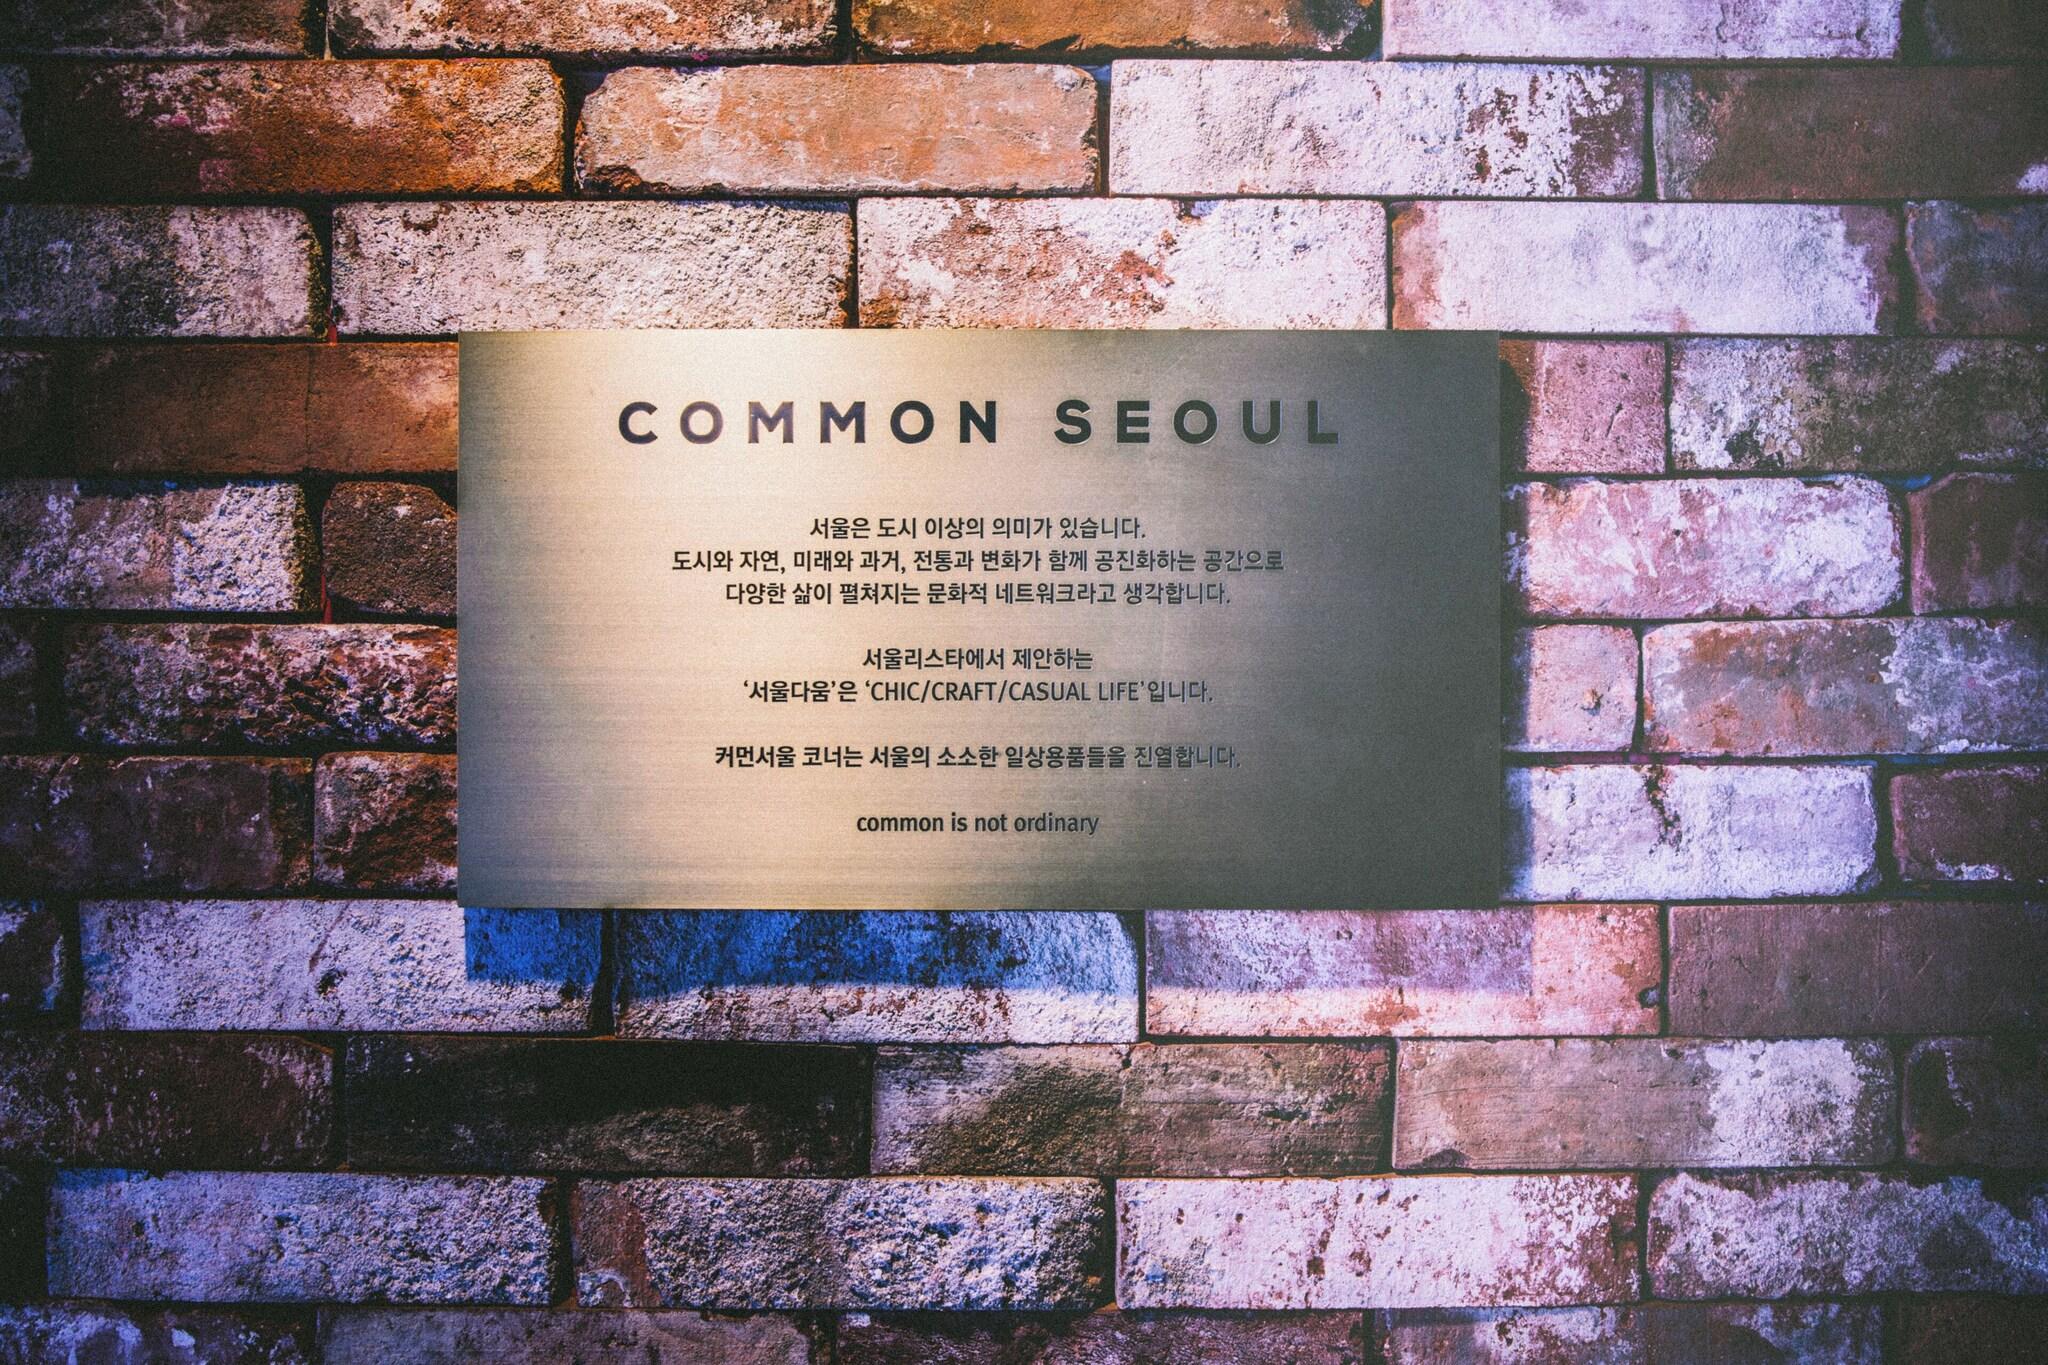 COMMON SEOUL
서울은 도시 이상의 의미가 있습니다.
도시와 자연, 미래와 과거, 전통과 변화가 함께 공진화하는 공간으로
다양한 삶이 펼쳐지는 문화적 네트워크라고 생각합니다.
서울리스타에서 제안하는
‘서울다움’은 ‘CHIC/CRAFT/CASUAL LIFE’입니다.
커먼서울 코너는 서울의 소소한 일상용품들을 진열합니다.
common is not ordinary